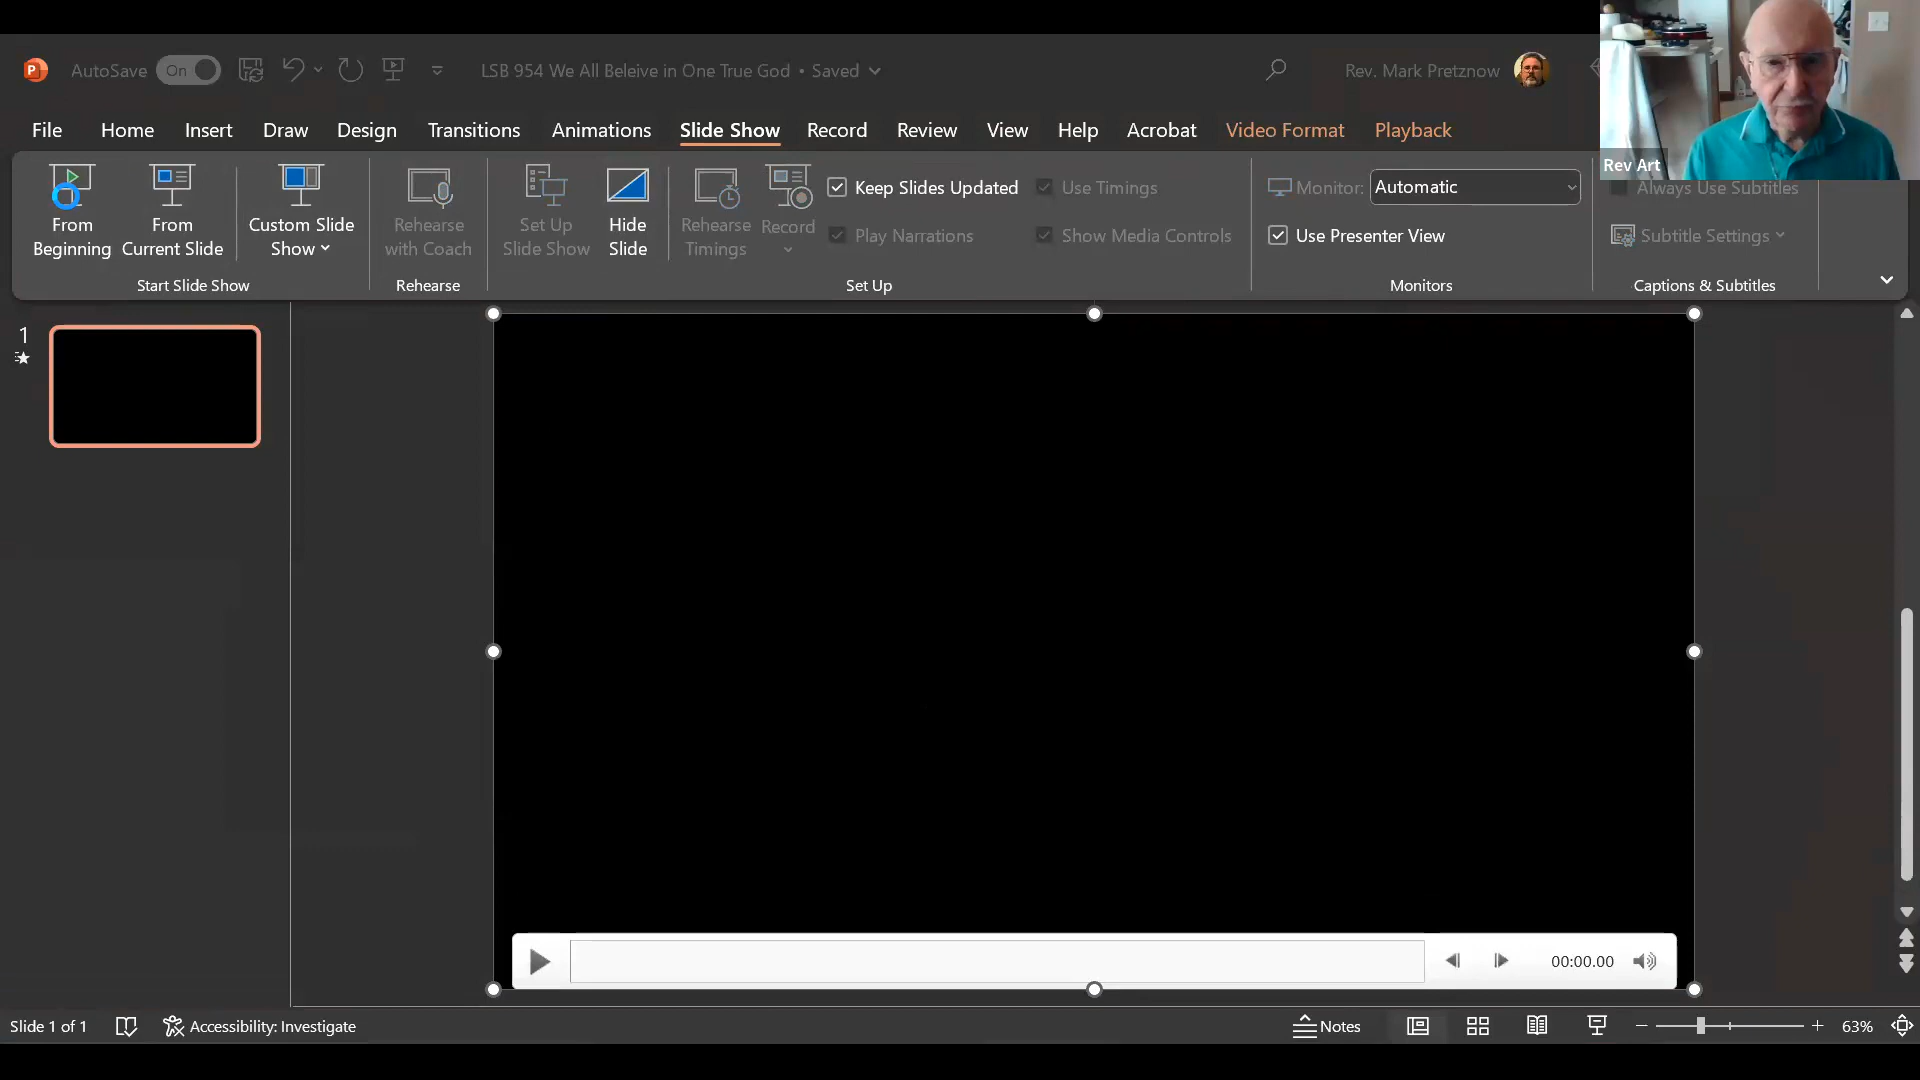 AutoSave On LSB 954 We All Beleive in One True God • Saved Rev. Mark Pretznow
File Home Insert Draw Design Transitions Animations Slide Show Record Review View Help Acrobat Video Format Playback
Rev Art
From Beginning
From Current Slide
Custom Slide Show
Start Slide Show
Rehearse with Coach
Rehearse
Set Up Slide Show
Hide Slide
Rehearse Timings
Record
Keep Slides Updated
Play Narrations
Use Timings
Show Media Controls
Set Up
Monitor: Automatic
Use Presenter View
Monitors
Always Use Subtitles
Subtitle Settings
Captions & Subtitles
1
00:00.00
Slide 1 of 1 Accessibility: Investigate Notes 63%